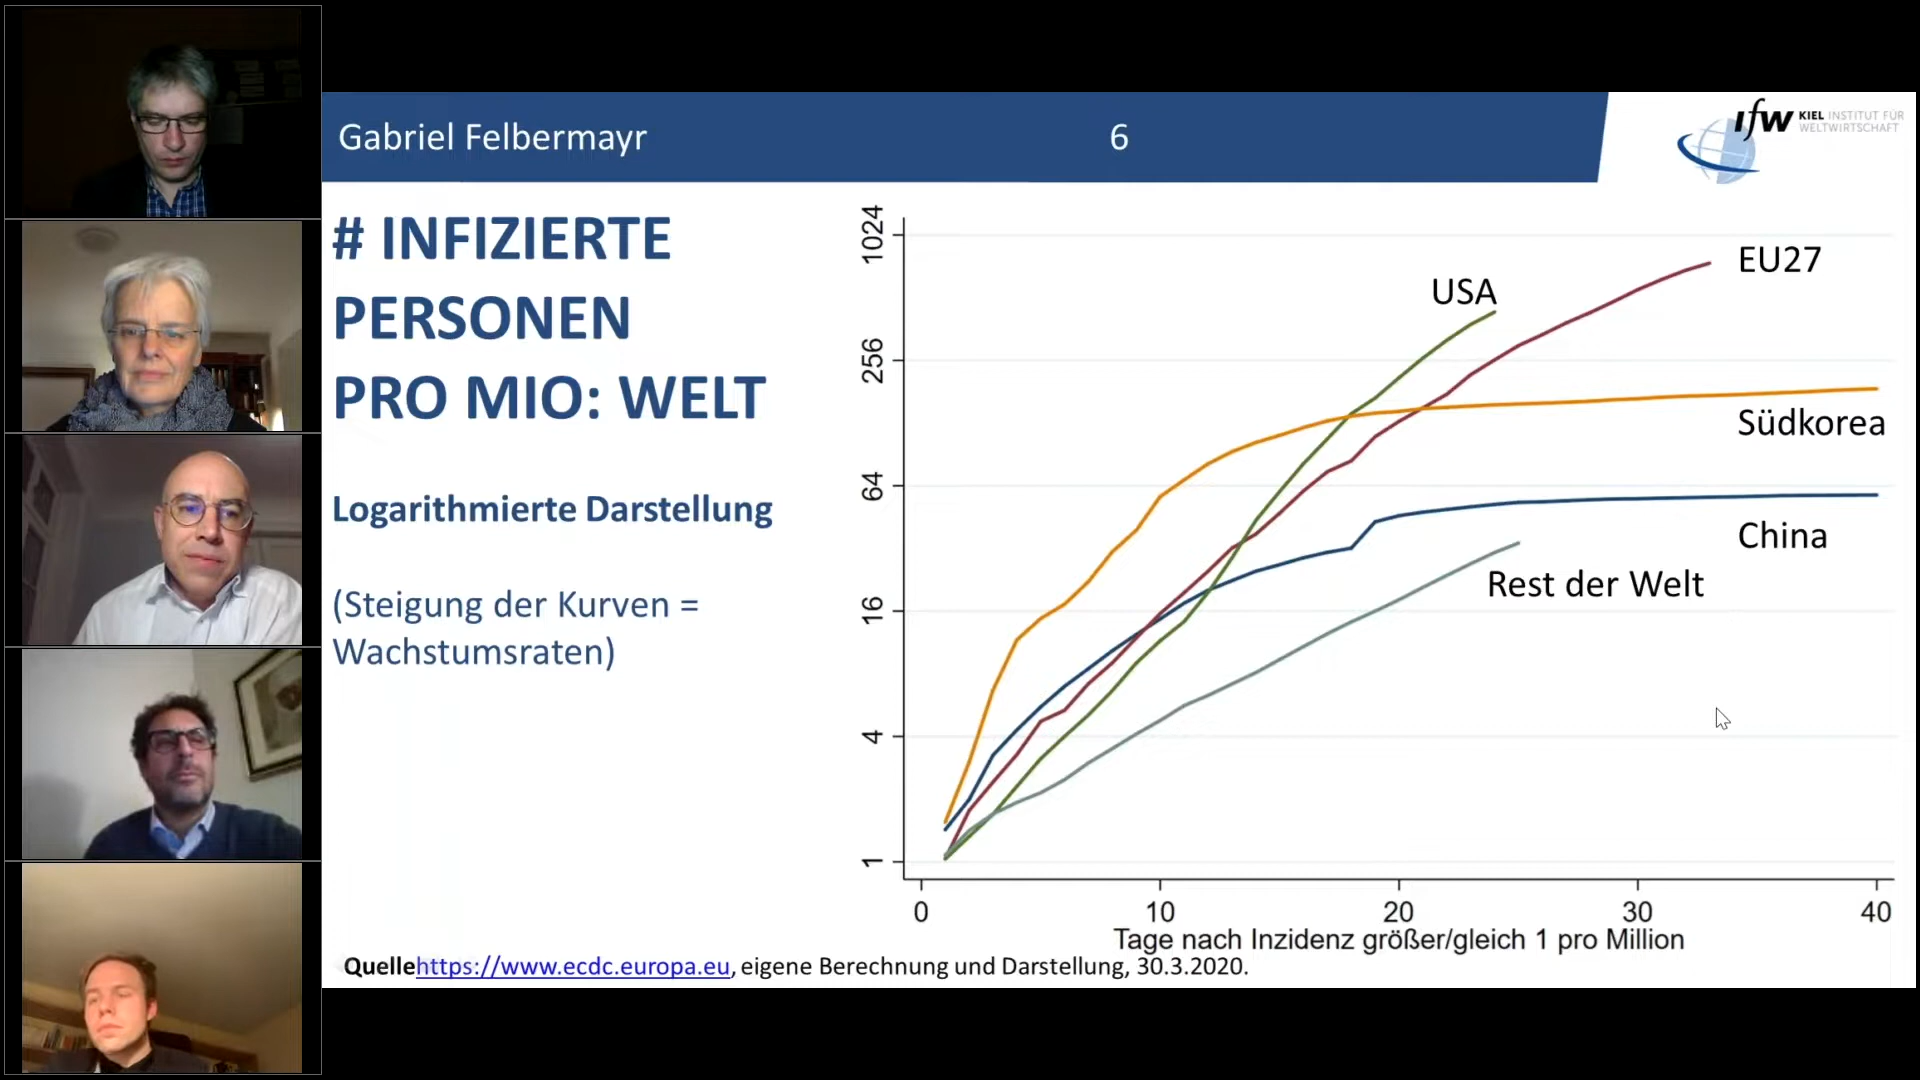 Gabriel Felbermayr
6
ifw KIEL INSTITUT FÜR
WELTWIRTSCHAFT
# INFIZIERTE
PERSONEN
PRO MIO: WELT
Logarithmierte Darstellung
(Steigung der Kurven =
Wachstumsraten)
1024
256
64
16
4
1
USA
EU27
Südkorea
China
Rest der Welt
0 10 20 30 40
Tage nach Inzidenz größer/gleich 1 pro Million
Quellehttps://www.ecdc.europa.eu, eigene Berechnung und Darstellung, 30.3.2020.